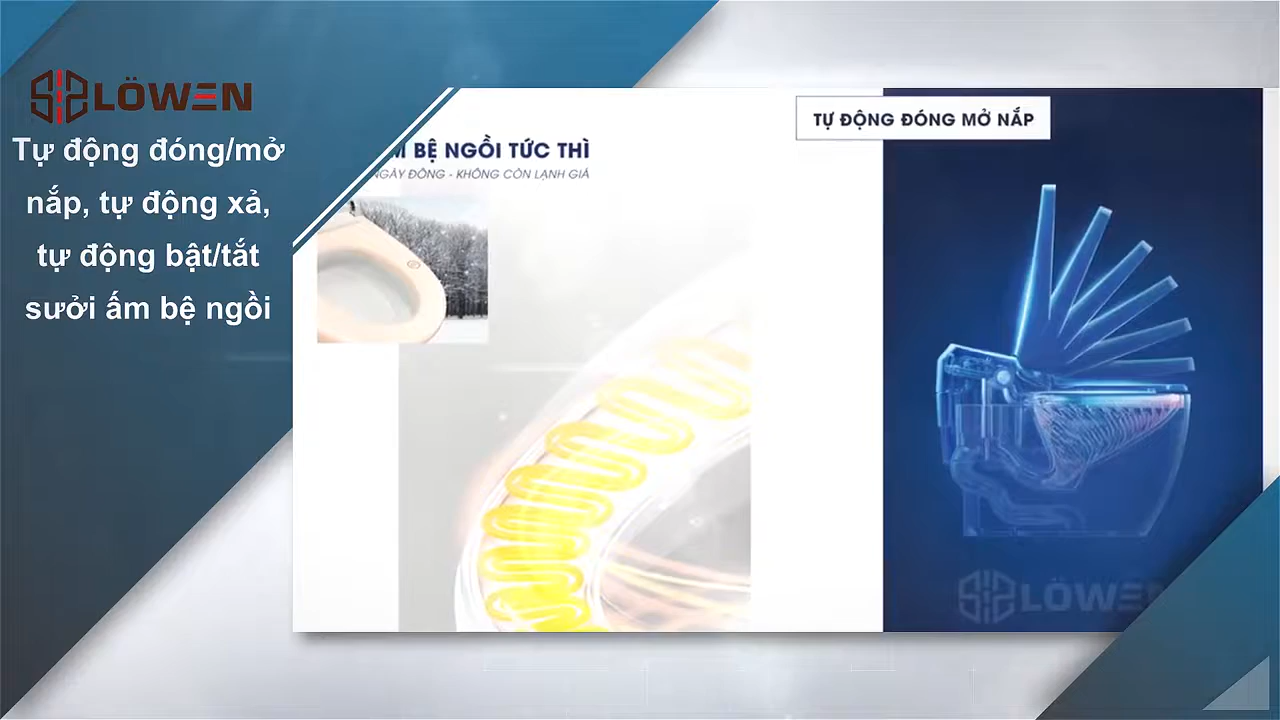 LÖWEN
Tự động đóng/mở
nắp, tự động xả,
tự động bật/tắt
sưởi ấm bệ ngồi
BỆ NGỒI TỨC THÌ
NGÀY ĐÔNG - KHÔNG CÒN LẠNH GIÁ
TỰ ĐỘNG ĐÓNG MỞ NẮP
LÖWEN